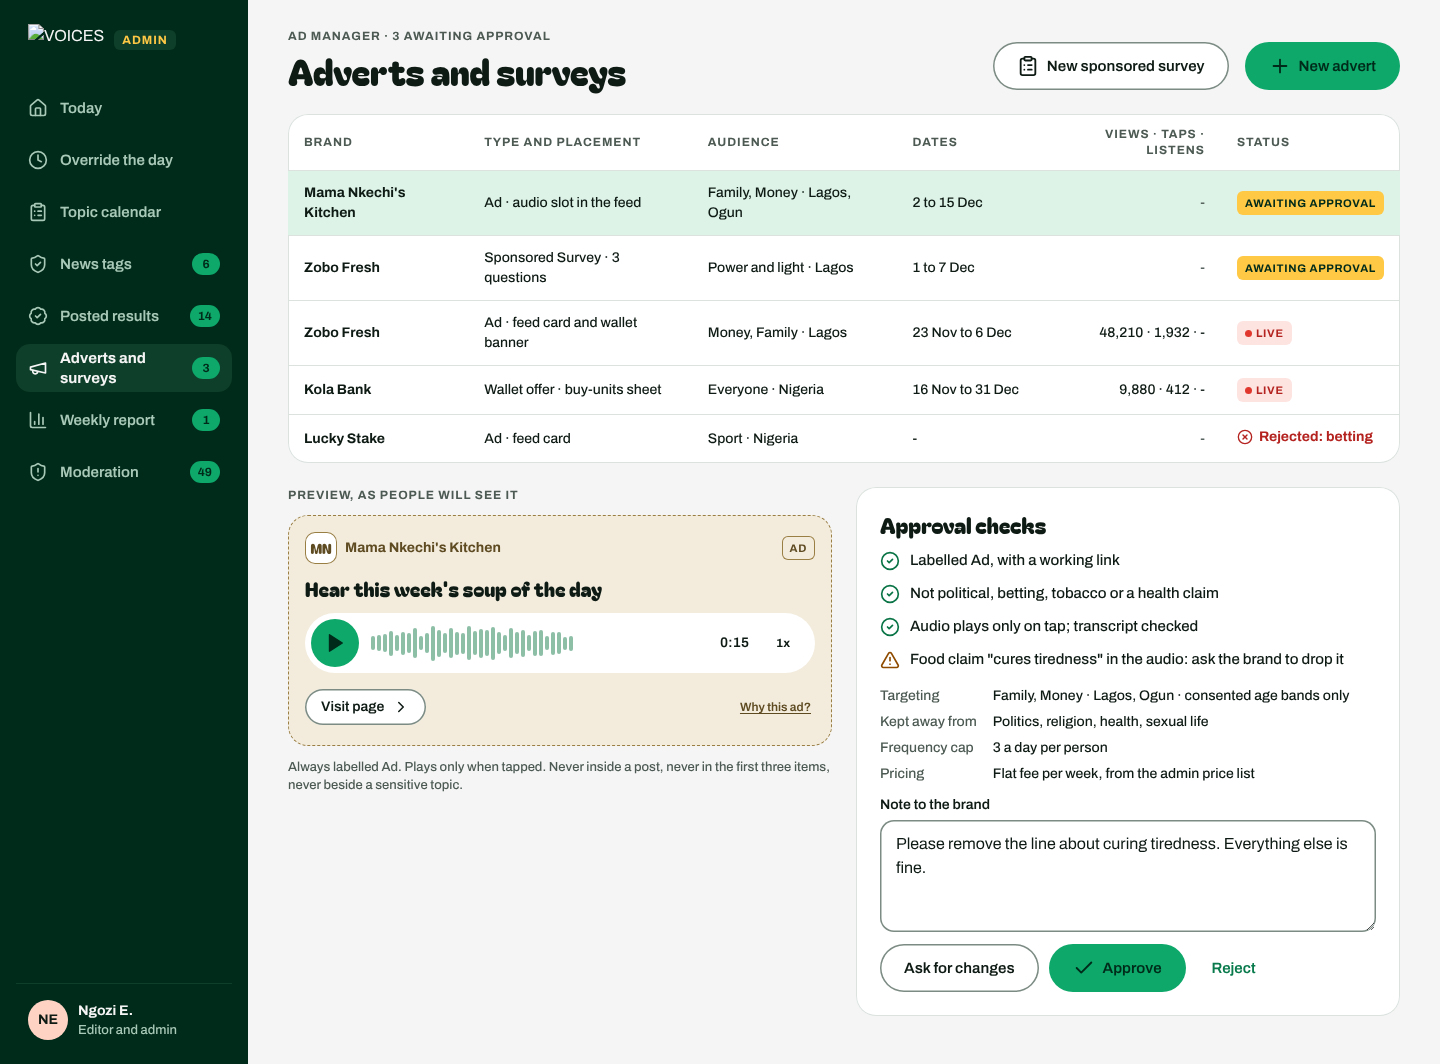 VOICES ADMIN
Today
Override the day
Topic calendar
News tags 6
Posted results 14
Adverts and
surveys 3
Weekly report 1
Moderation 49
NE
Ngozi E.
Editor and admin
AD MANAGER · 3 AWAITING APPROVAL
Adverts and surveys
New sponsored survey
New advert
BRAND TYPE AND PLACEMENT AUDIENCE DATES VIEWS · TAPS · 
LISTENS STATUS
Mama Nkechi's
Kitchen Ad · audio slot in the feed Family, Money · Lagos,
Ogun 2 to 15 Dec - AWAITING APPROVAL
Zobo Fresh Sponsored Survey · 3
questions Power and light · Lagos 1 to 7 Dec - AWAITING APPROVAL
Zobo Fresh Ad · feed card and wallet
banner Money, Family · Lagos 23 Nov to 6 Dec 48,210 · 1,932 · - LIVE
Kola Bank Wallet offer · buy-units sheet Everyone · Nigeria 16 Nov to 31 Dec 9,880 · 412 · - LIVE
Lucky Stake Ad · feed card Sport · Nigeria - - Rejected: betting
PREVIEW, AS PEOPLE WILL SEE IT
MN Mama Nkechi's Kitchen AD
Hear this week's soup of the day
0:15 1x
Visit page Why this ad?
Always labelled Ad. Plays only when tapped. Never inside a post, never in the first three items,
never beside a sensitive topic.
Approval checks
Labelled Ad, with a working link
Not political, betting, tobacco or a health claim
Audio plays only on tap; transcript checked
Food claim "cures tiredness" in the audio: ask the brand to drop it
Targeting Family, Money · Lagos, Ogun · consented age bands only
Kept away from Politics, religion, health, sexual life
Frequency cap 3 a day per person
Pricing Flat fee per week, from the admin price list
Note to the brand
Please remove the line about curing tiredness. Everything else is
fine.
Ask for changes Approve Reject